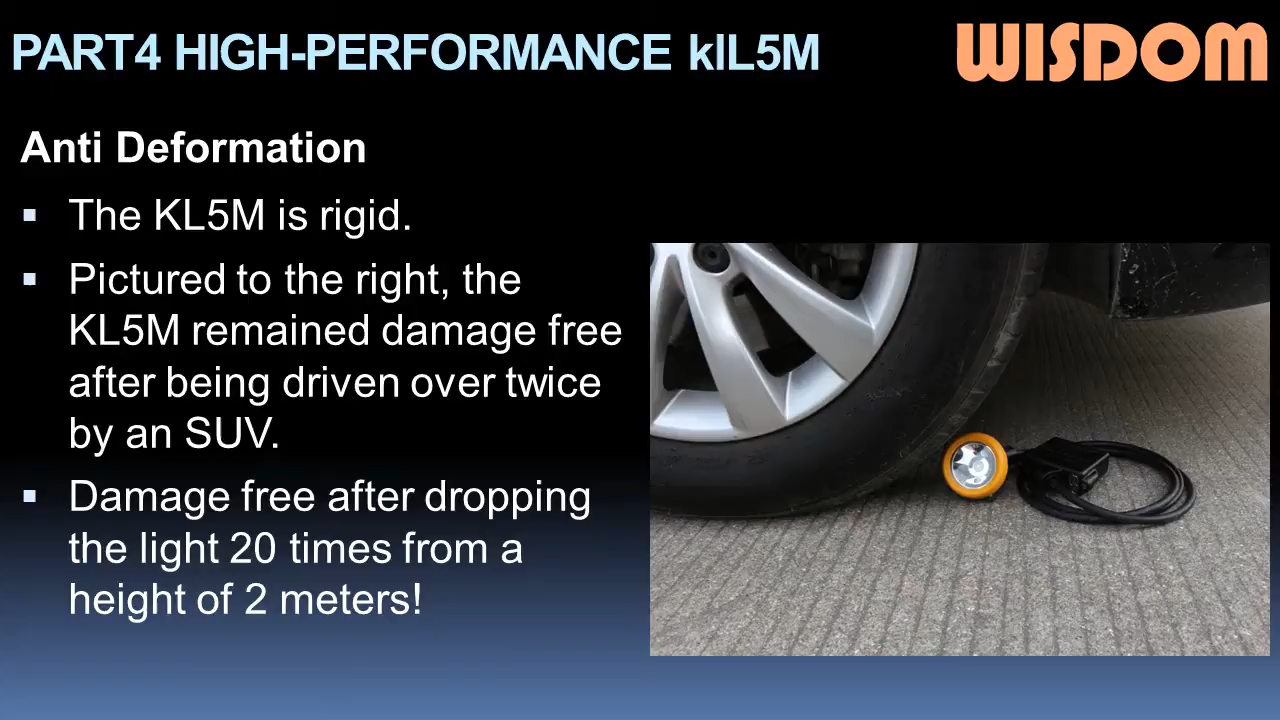 PART4 HIGH-PERFORMANCE klL5M
WISDOM
Anti Deformation
▪ The KL5M is rigid.
▪ Pictured to the right, the
KL5M remained damage free
after being driven over twice
by an SUV.
▪ Damage free after dropping
the light 20 times from a
height of 2 meters!